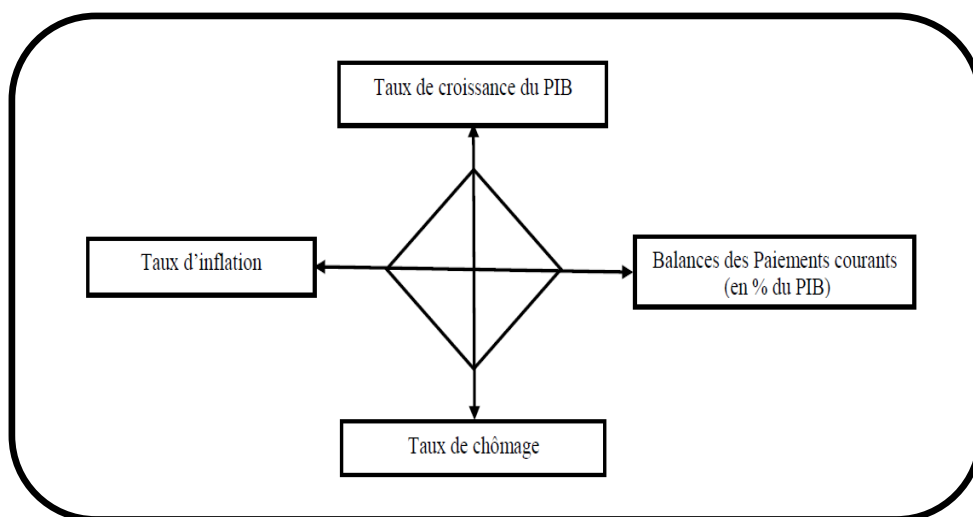 Taux de croissance du PIB
Taux d'inflation
Balances des Paiements courants
(en % du PIB)
Taux de chômage